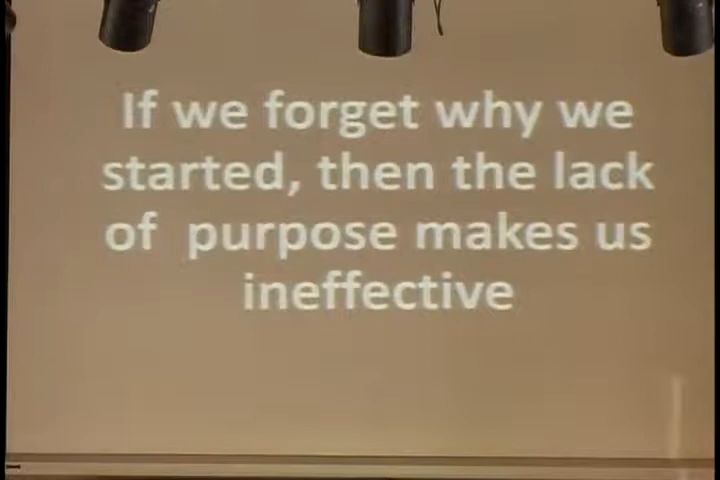 If we forget why we
started, then the lack
of purpose makes us
ineffective